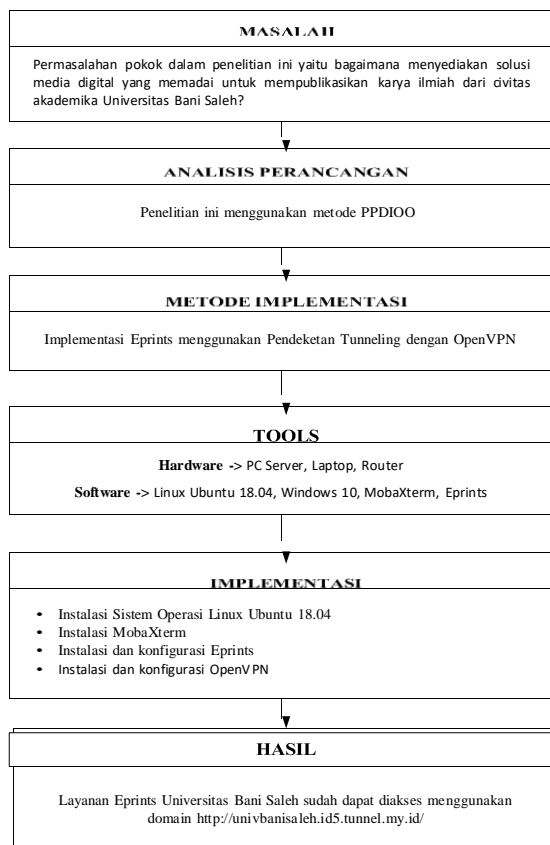 MASALAH
Permasalahan pokok dalam penelitian ini yaitu bagaimana menyediakan solusi
media digital yang memadai untuk mempublikasikan karya ilmiah dari civitas
akademika Universitas Bani Saleh?
ANALISIS PERANCANGAN
Penelitian ini menggunakan metode PPDIOO
METODE IMPLEMENTASI
Implementasi Eprints menggunakan Pendeketan Tunneling dengan OpenVPN
TOOLS
Hardware -> PC Server, Laptop, Router
Software -> Linux Ubuntu 18.04, Windows 10, MobaXterm, Eprints
IMPLEMENTASI
• Instalasi Sistem Operasi Linux Ubuntu 18.04
• Instalasi MobaXterm
• Instalasi dan konfigurasi Eprints
• Instalasi dan konfigurasi OpenVPN
HASIL
Layanan Eprints Universitas Bani Saleh sudah dapat diakses menggunakan
domain http://univbanisaleh.id5.tunnel.my.id/